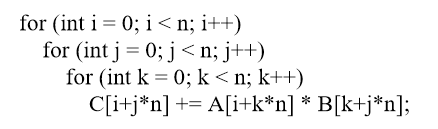 for (int i = 0; i < n; i++)
for (int j = 0; j < n; j++)
for (int k = 0; k < n; k++)
C[i+j*n] += A[i+k*n] * B[k+j*n];